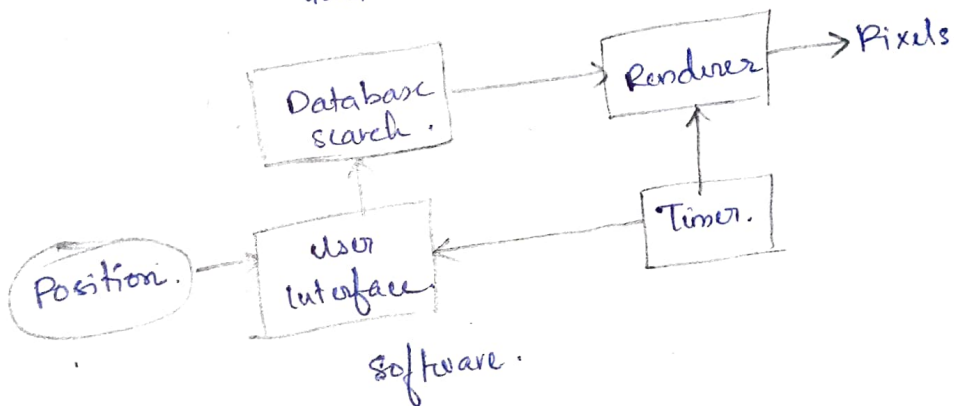 Renderer
Pixels
Database
search.
Timer.
User
Interface.
Position.
Software.